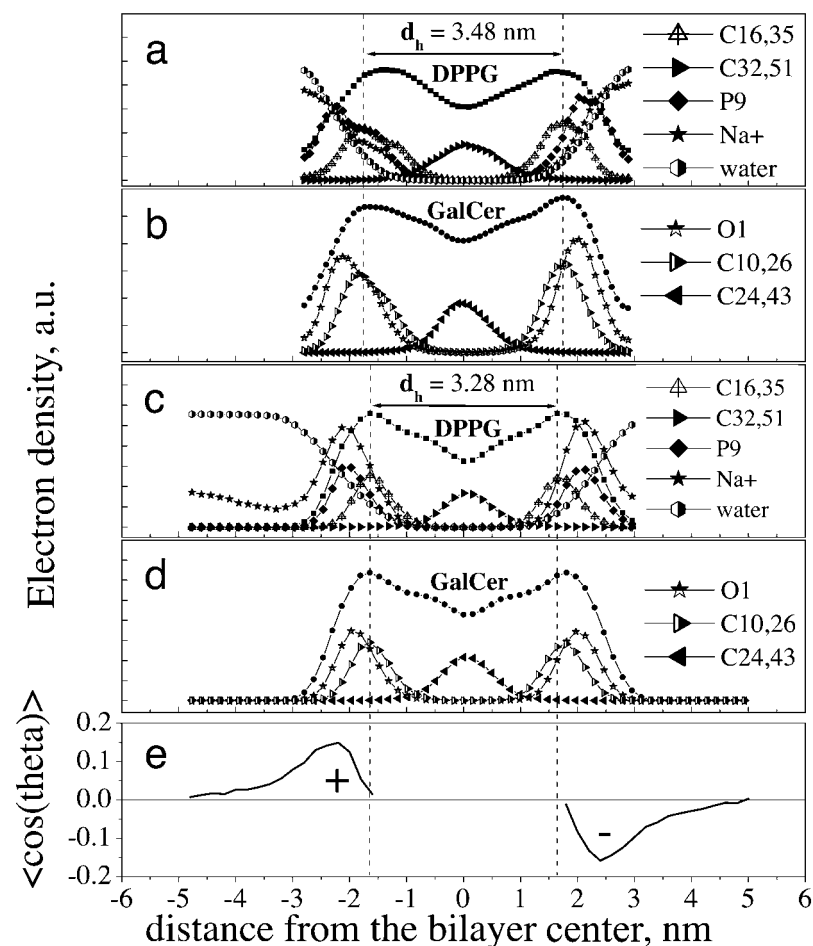 a
d_h = 3.48 nm
DPPG
C16,35
C32,51
P9
Na+
water
b
GalCer
O1
C10,26
C24,43
c
d_h = 3.28 nm
DPPG
C16,35
C32,51
P9
Na+
water
d
GalCer
O1
C10,26
C24,43
Electron density, a.u.
e
+
-
0.2
0.1
0.0
-0.1
-0.2
<cos(theta)>
-6 -5 -4 -3 -2 -1 0 1 2 3 4 5 6
distance from the bilayer center, nm